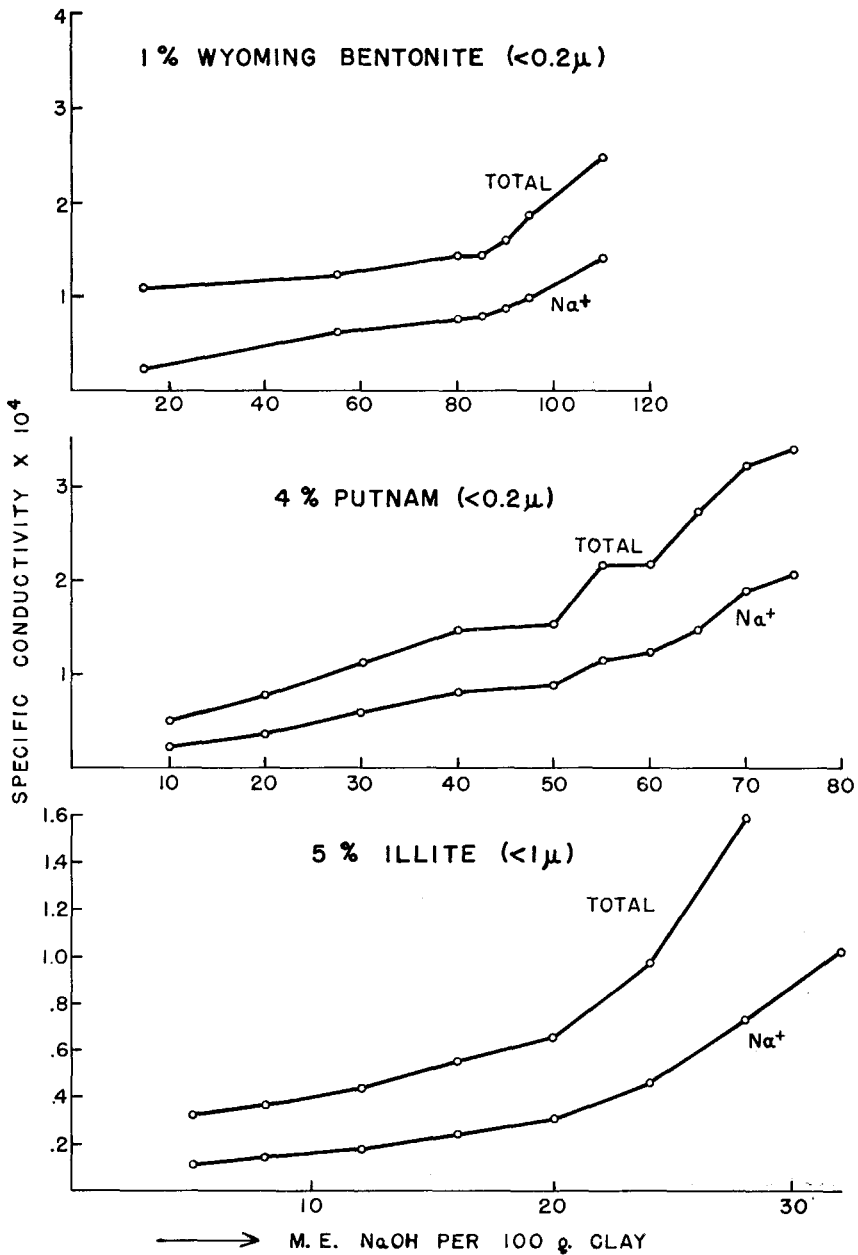 4
1 % WYOMING BENTONITE (<0.2μ)
3
TOTAL
2
1
Na+
20 40 60 80 100 120
SPECIFIC CONDUCTIVITY X 10⁴
3
4 % PUTNAM (<0.2μ)
TOTAL
2
Na+
1
10 20 30 40 50 60 70 80
1.6
5 % ILLITE (<1μ)
1.4
1.2
TOTAL
1.0
.8
.6
Na+
.4
.2
10 20 30
M.E. NaOH PER 100 g. CLAY